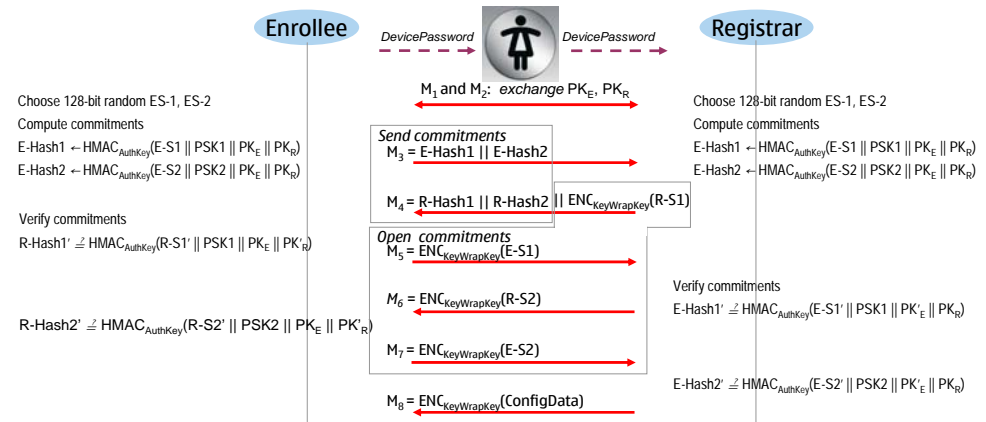 Enrollee
DevicePassword
DevicePassword
Registrar
M1 and M2: exchange PKE, PKR
Choose 128-bit random ES-1, ES-2
Compute commitments
E-Hash1 ←HMACAuthKey(E-S1 || PSK1 || PKE || PKR)
E-Hash2 ←HMACAuthKey(E-S2 || PSK2 || PKE || PKR)
Choose 128-bit random ES-1, ES-2
Compute commitments
E-Hash1 ←HMACAuthKey(E-S1 || PSK1 || PKE || PKR)
E-Hash2 ←HMACAuthKey(E-S2 || PSK2 || PKE || PKR)
Send commitments
M3 = E-Hash1 || E-Hash2
M4 = R-Hash1 || R-Hash2 || ENCKeyWrapKey(R-S1)
Verify commitments
R-Hash1' ≟ HMACAuthKey(R-S1' || PSK1 || PKE || PK'R)
Open commitments
M5 = ENCKeyWrapKey(E-S1)
Verify commitments
E-Hash1' ≟ HMACAuthKey(E-S1' || PSK1 || PK'E || PKR)
M6 = ENCKeyWrapKey(R-S2)
R-Hash2' ≟ HMACAuthKey(R-S2' || PSK2 || PKE || PK'R)
M7 = ENCKeyWrapKey(E-S2)
E-Hash2' ≟ HMACAuthKey(E-S2' || PSK2 || PK'E || PKR)
M8 = ENCKeyWrapKey(ConfigData)